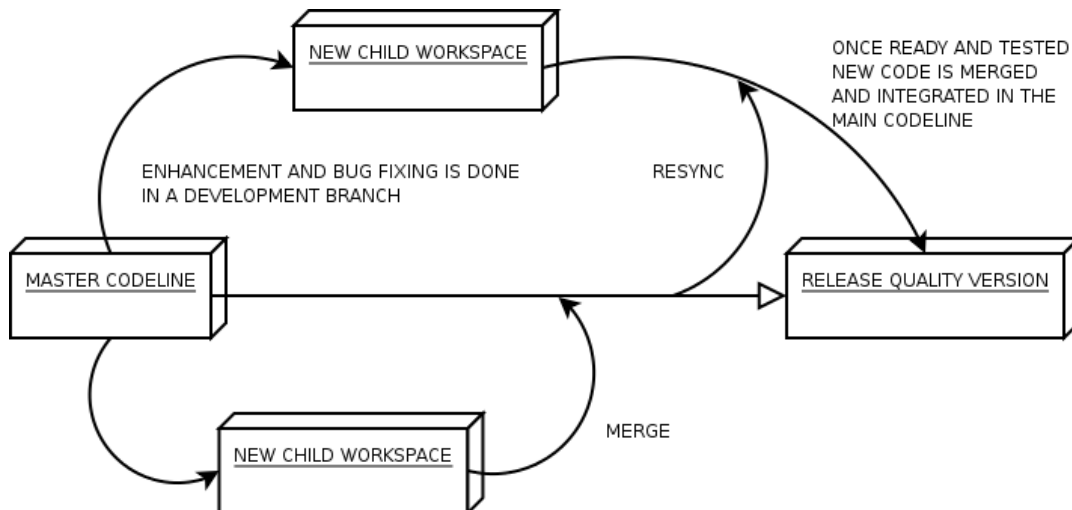 NEW CHILD WORKSPACE
ONCE READY AND TESTED
NEW CODE IS MERGED
AND INTEGRATED IN THE
MAIN CODELINE
ENHANCEMENT AND BUG FIXING IS DONE
IN A DEVELOPMENT BRANCH
RESYNC
MASTER CODELINE
RELEASE QUALITY VERSION
MERGE
NEW CHILD WORKSPACE